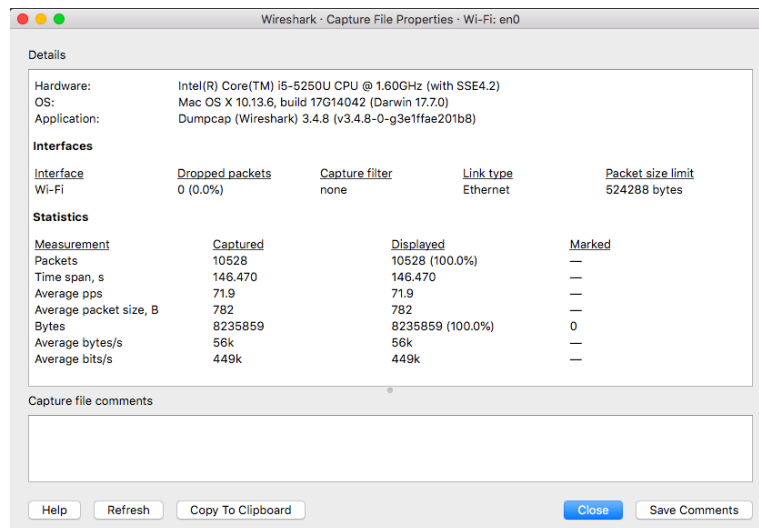 Wireshark · Capture File Properties · Wi-Fi: en0
Details
Hardware: Intel(R) Core(TM) i5-5250U CPU @ 1.60GHz (with SSE4.2)
OS: Mac OS X 10.13.6, build 17G14042 (Darwin 17.7.0)
Application: Dumpcap (Wireshark) 3.4.8 (v3.4.8-0-g3e1ffae201b8)
Interfaces
Interface Dropped packets Capture filter Link type Packet size limit
Wi-Fi 0 (0.0%) none Ethernet 524288 bytes
Statistics
Measurement Captured Displayed Marked
Packets 10528 10528 (100.0%) —
Time span, s 146.470 146.470 —
Average pps 71.9 71.9 —
Average packet size, B 782 782 —
Bytes 8235859 8235859 (100.0%) 0
Average bytes/s 56k 56k —
Average bits/s 449k 449k —
Capture file comments
Help Refresh Copy To Clipboard Close Save Comments